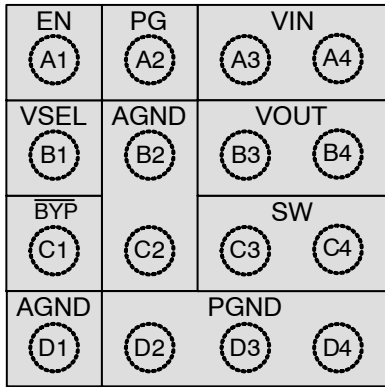 EN PG VIN
A1 A2 A3 A4
VSEL AGND VOUT
B1 B2 B3 B4
BYP SW
C1 C2 C3 C4
AGND PGND
D1 D2 D3 D4